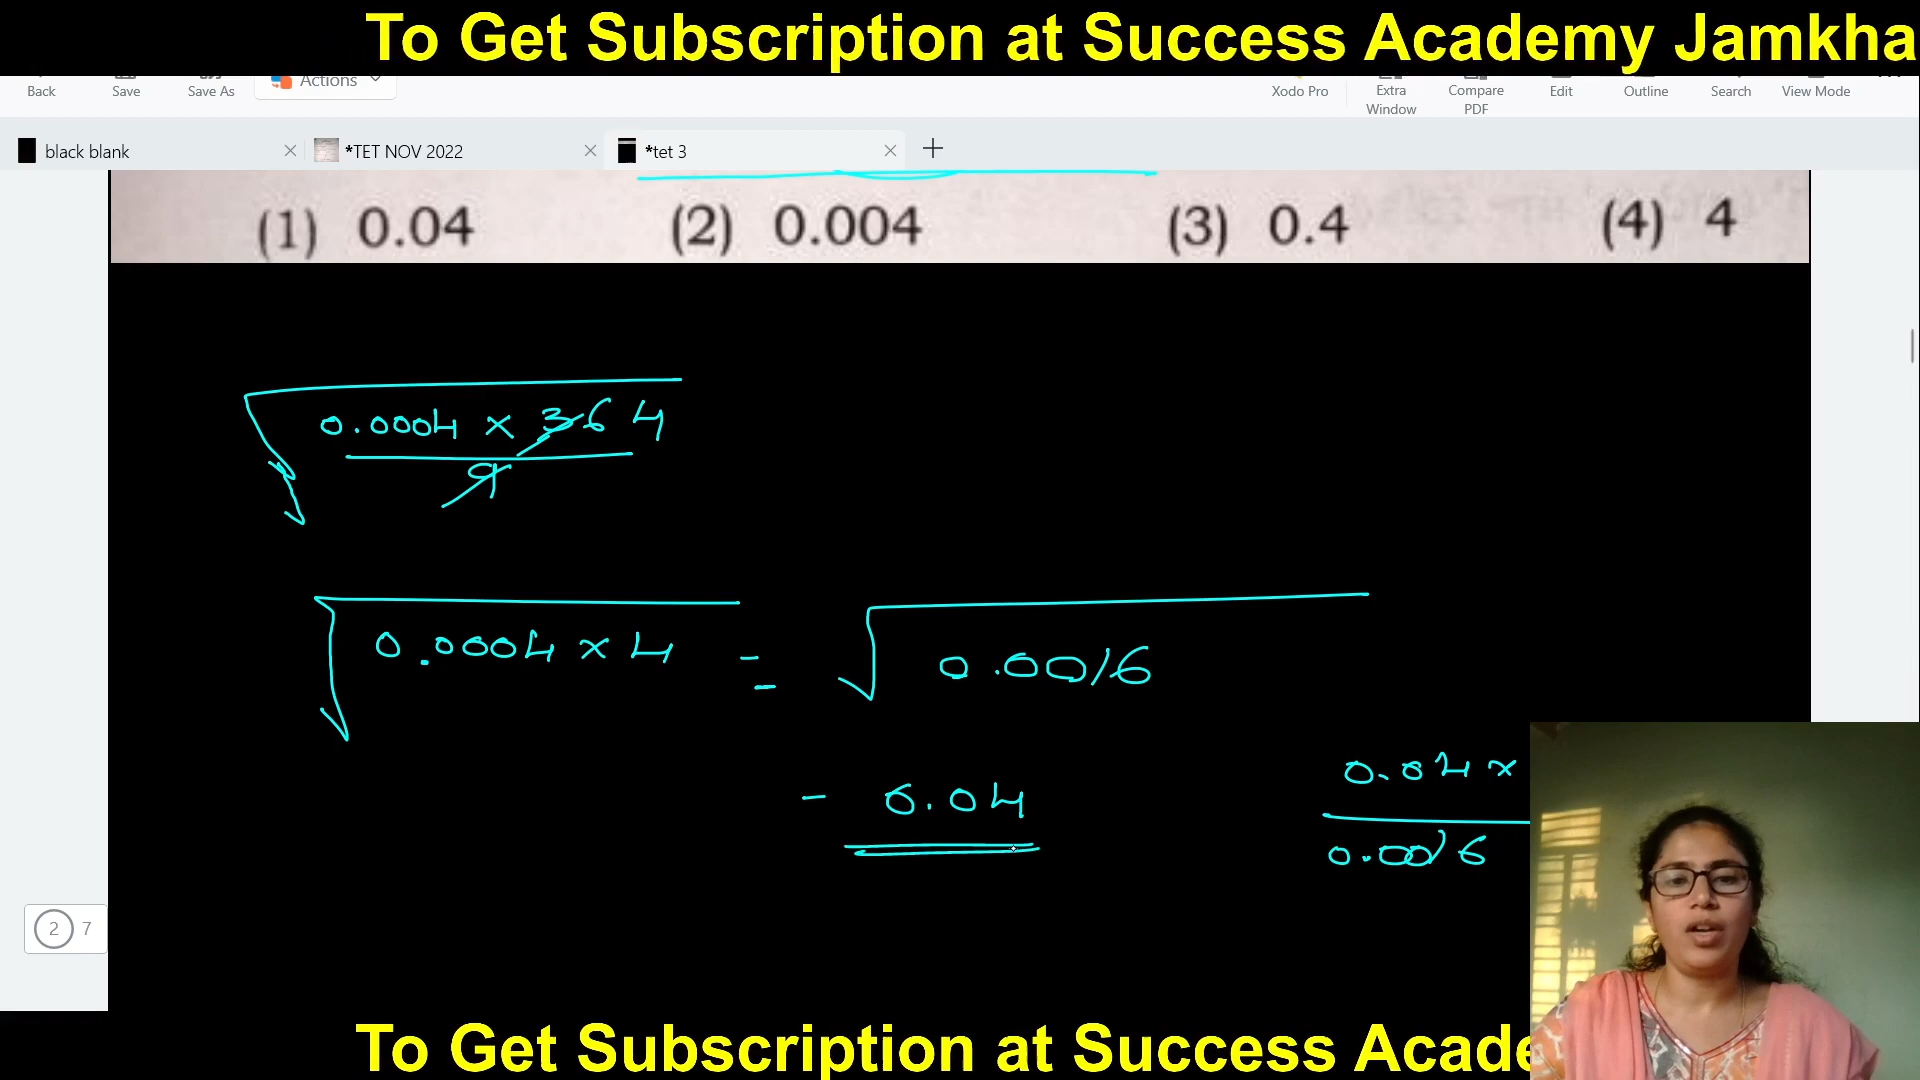 To Get Subscription at Success Academy Jamkha
Back Save Save As Actions Xodo Pro Extra Window Compare PDF Edit Outline Search View Mode
black blank *TET NOV 2022 *tet 3
(1) 0.04 (2) 0.004 (3) 0.4 (4) 4
√ 0.0004 × 36 4
9
√ 0.0004 × 4 = √ 0.0016
- 0.04
0.04 ×
0.0016
2 7
To Get Subscription at Success Acade